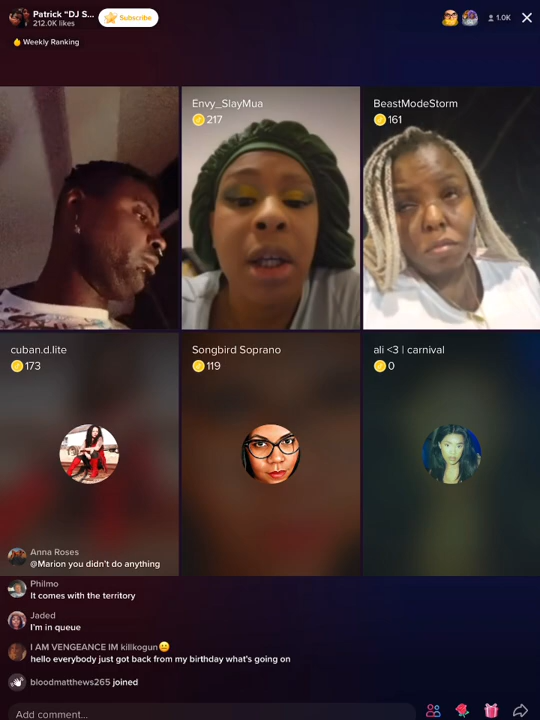 Patrick "DJ S...
212.0K likes
Subscribe
1.0K
Weekly Ranking
Envy_SlayMua
217
BeastModeStorm
161
cuban.d.lite
173
Songbird Soprano
119
ali <3 | carnival
0
Anna Roses
@Marion you didn't do anything
Philmo
It comes with the territory
Jaded
I'm in queue
I AM VENGEANCE IM killkogun😐
hello everybody just got back from my birthday what's going on
bloodmatthews265 joined
Add comment...